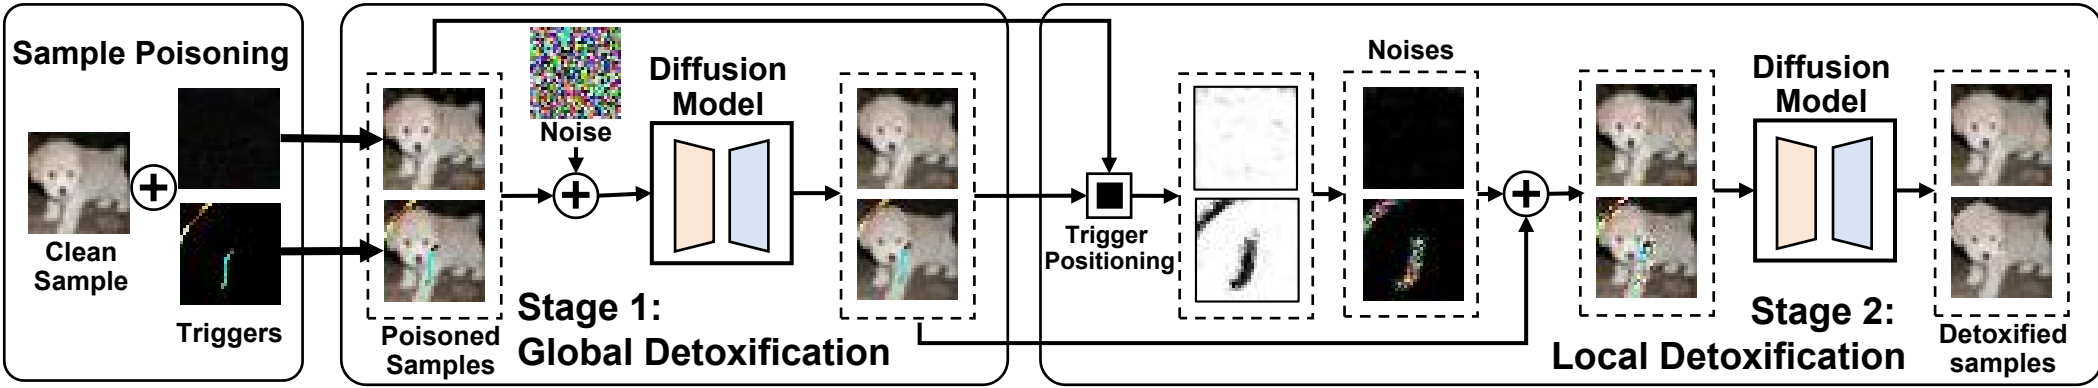 Sample Poisoning
Clean
Sample
Triggers
Poisoned
Samples
Noise
Diffusion
Model
Stage 1:
Global Detoxification
Trigger
Positioning
Noises
Diffusion
Model
Stage 2:
Local Detoxification
Detoxified
samples